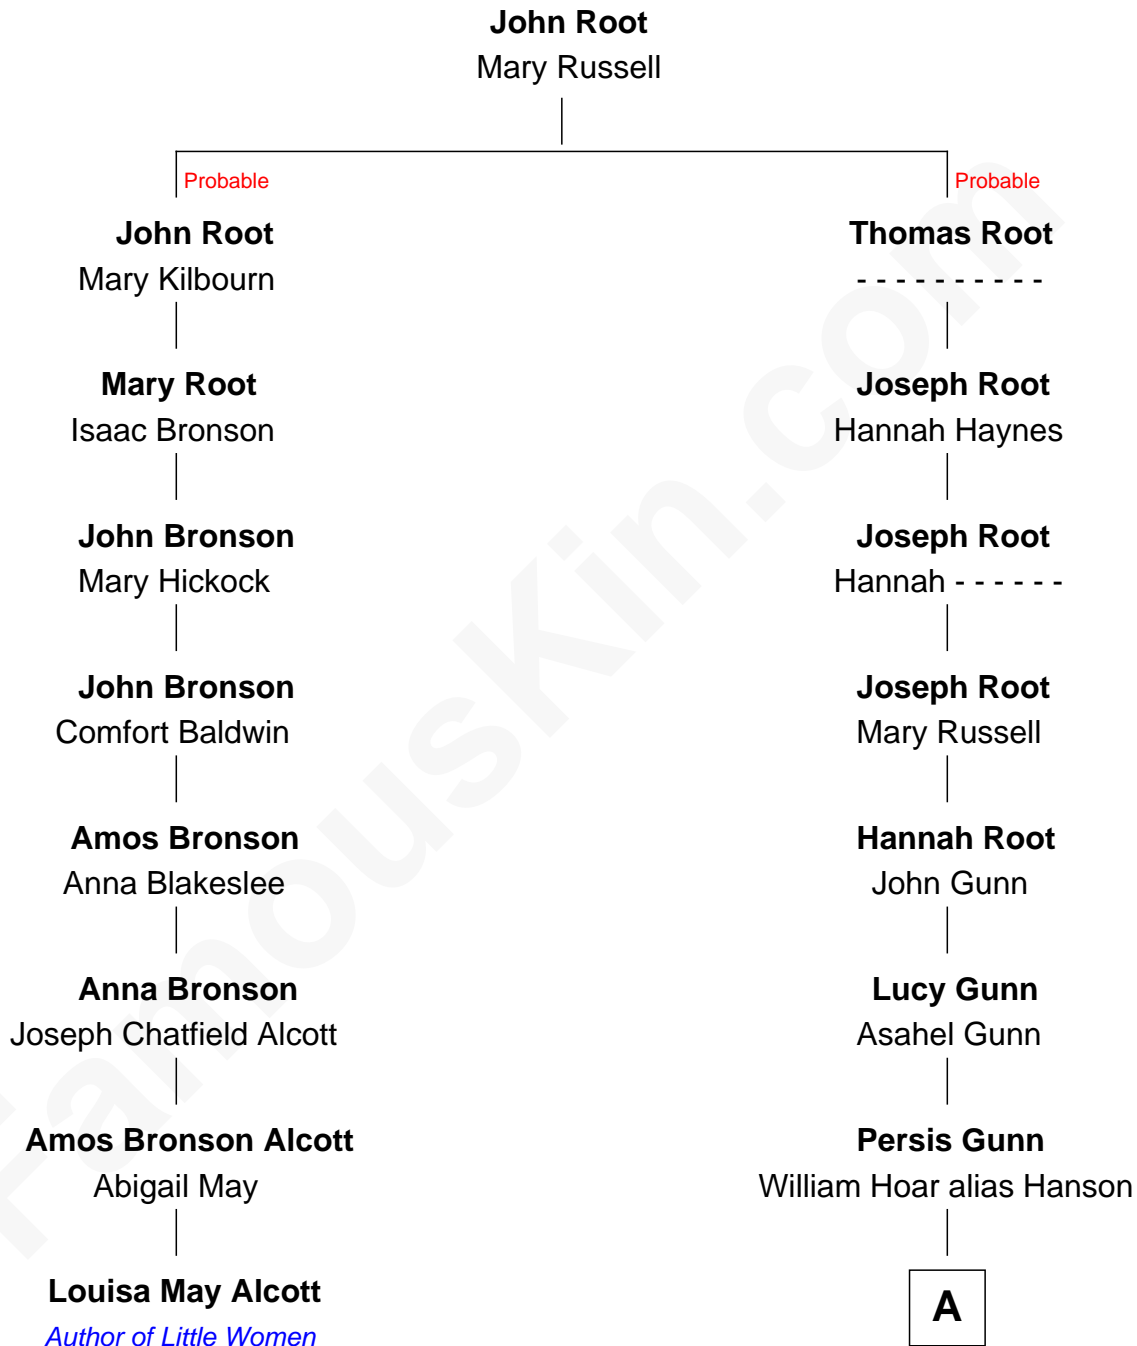 John Root
Mary Russell
Probable
Probable
John Root
Thomas Root
Mary Kilbourn
- - - - - - - - - -
Mary Root
Joseph Root
Isaac Bronson
Hannah Haynes
John Bronson
Joseph Root
Mary Hickock
Hannah - - - - - -
John Bronson
Joseph Root
Comfort Baldwin
Mary Russell
Amos Bronson
Hannah Root
Anna Blakeslee
John Gunn
Anna Bronson
Lucy Gunn
Joseph Chatfield Alcott
Asahel Gunn
Amos Bronson Alcott
Persis Gunn
Abigail May
William Hoar alias Hanson
Louisa May Alcott
A
Author of Little Women
FamousKin.com